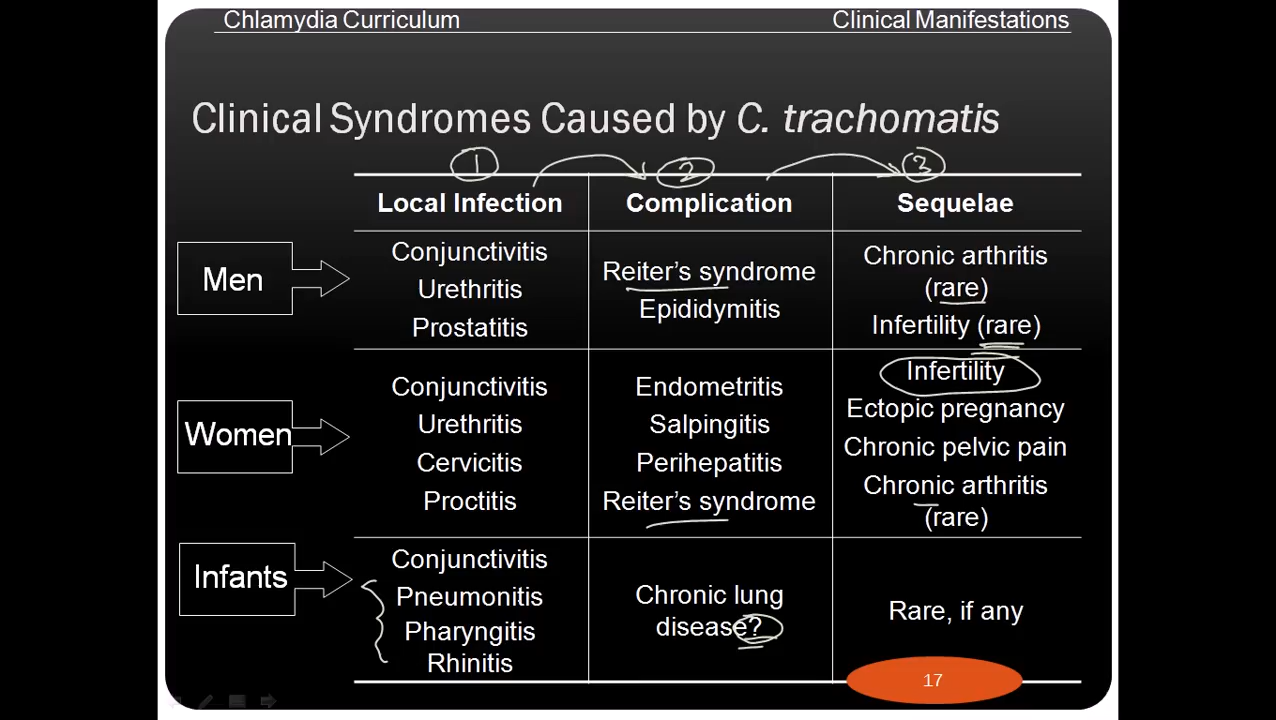 Chlamydia Curriculum Clinical Manifestations
Clinical Syndromes Caused by C. trachomatis
1 2 3
Local Infection Complication Sequelae
Men
Conjunctivitis
Urethritis
Prostatitis
Reiter's syndrome
Epididymitis
Chronic arthritis
(rare)
Infertility (rare)
Women
Conjunctivitis
Urethritis
Cervicitis
Proctitis
Endometritis
Salpingitis
Perihepatitis
Reiter's syndrome
Infertility
Ectopic pregnancy
Chronic pelvic pain
Chronic arthritis
(rare)
Infants
Conjunctivitis
Pneumonitis
Pharyngitis
Rhinitis
Chronic lung
disease?
Rare, if any
17